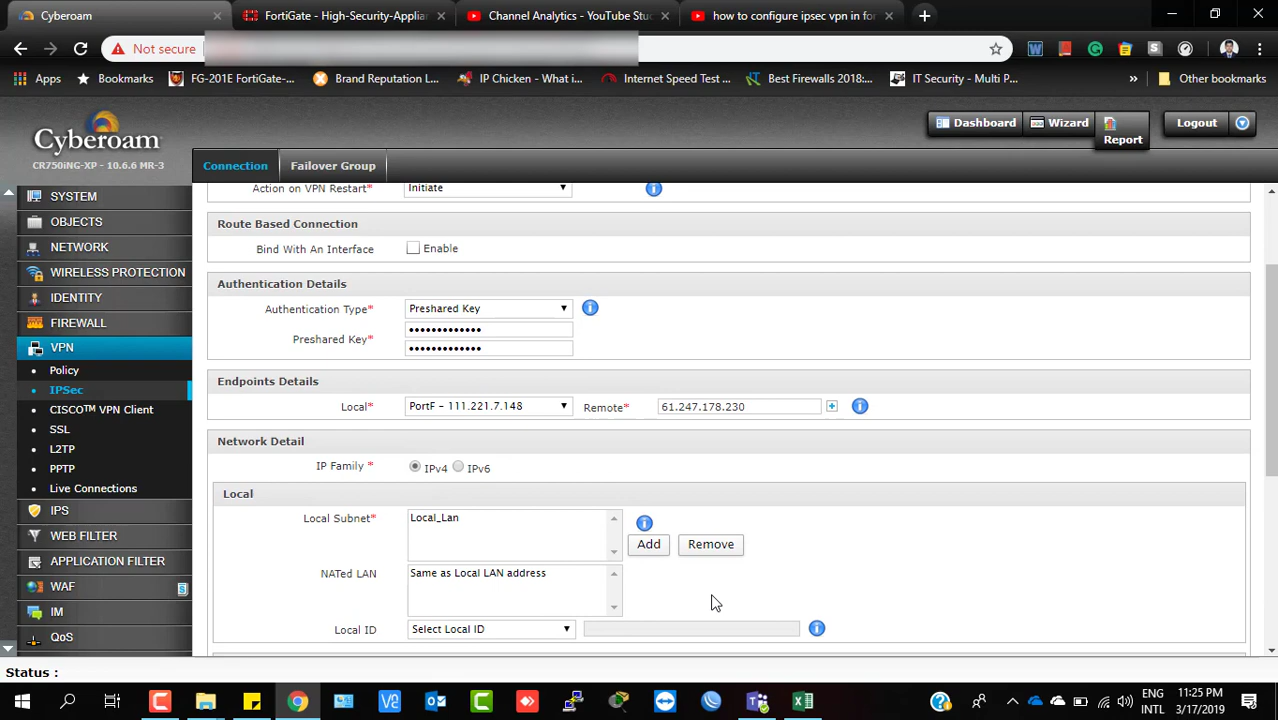 Cyberoam
FortiGate - High-Security-Applian
Channel Analytics - YouTube Stu
how to configure ipsec vpn in for
Not secure
Apps
Bookmarks
FG-201E FortiGate-...
Brand Reputation L...
IP Chicken - What i...
Internet Speed Test ...
Best Firewalls 2018:...
IT Security - Multi P...
»
Other bookmarks
Cyberoam
CR750iNG-XP - 10.6.6 MR-3
Dashboard
Wizard
Report
Logout
Connection
Failover Group
SYSTEM
OBJECTS
NETWORK
WIRELESS PROTECTION
IDENTITY
FIREWALL
VPN
Policy
IPSec
CISCO™ VPN Client
SSL
L2TP
PPTP
Live Connections
IPS
WEB FILTER
APPLICATION FILTER
WAF
IM
QoS
Action on VPN Restart* Initiate
Route Based Connection
Bind With An Interface Enable
Authentication Details
Authentication Type* Preshared Key
Preshared Key* •••••••••••••
•••••••••••••
Endpoints Details
Local* PortF - 111.221.7.148 Remote* 61.247.178.230
Network Detail
IP Family * IPv4 IPv6
Local
Local Subnet* Local_Lan
Add Remove
NATed LAN Same as Local LAN address
Local ID Select Local ID
Status :
ENG 11:25 PM
INTL 3/17/2019